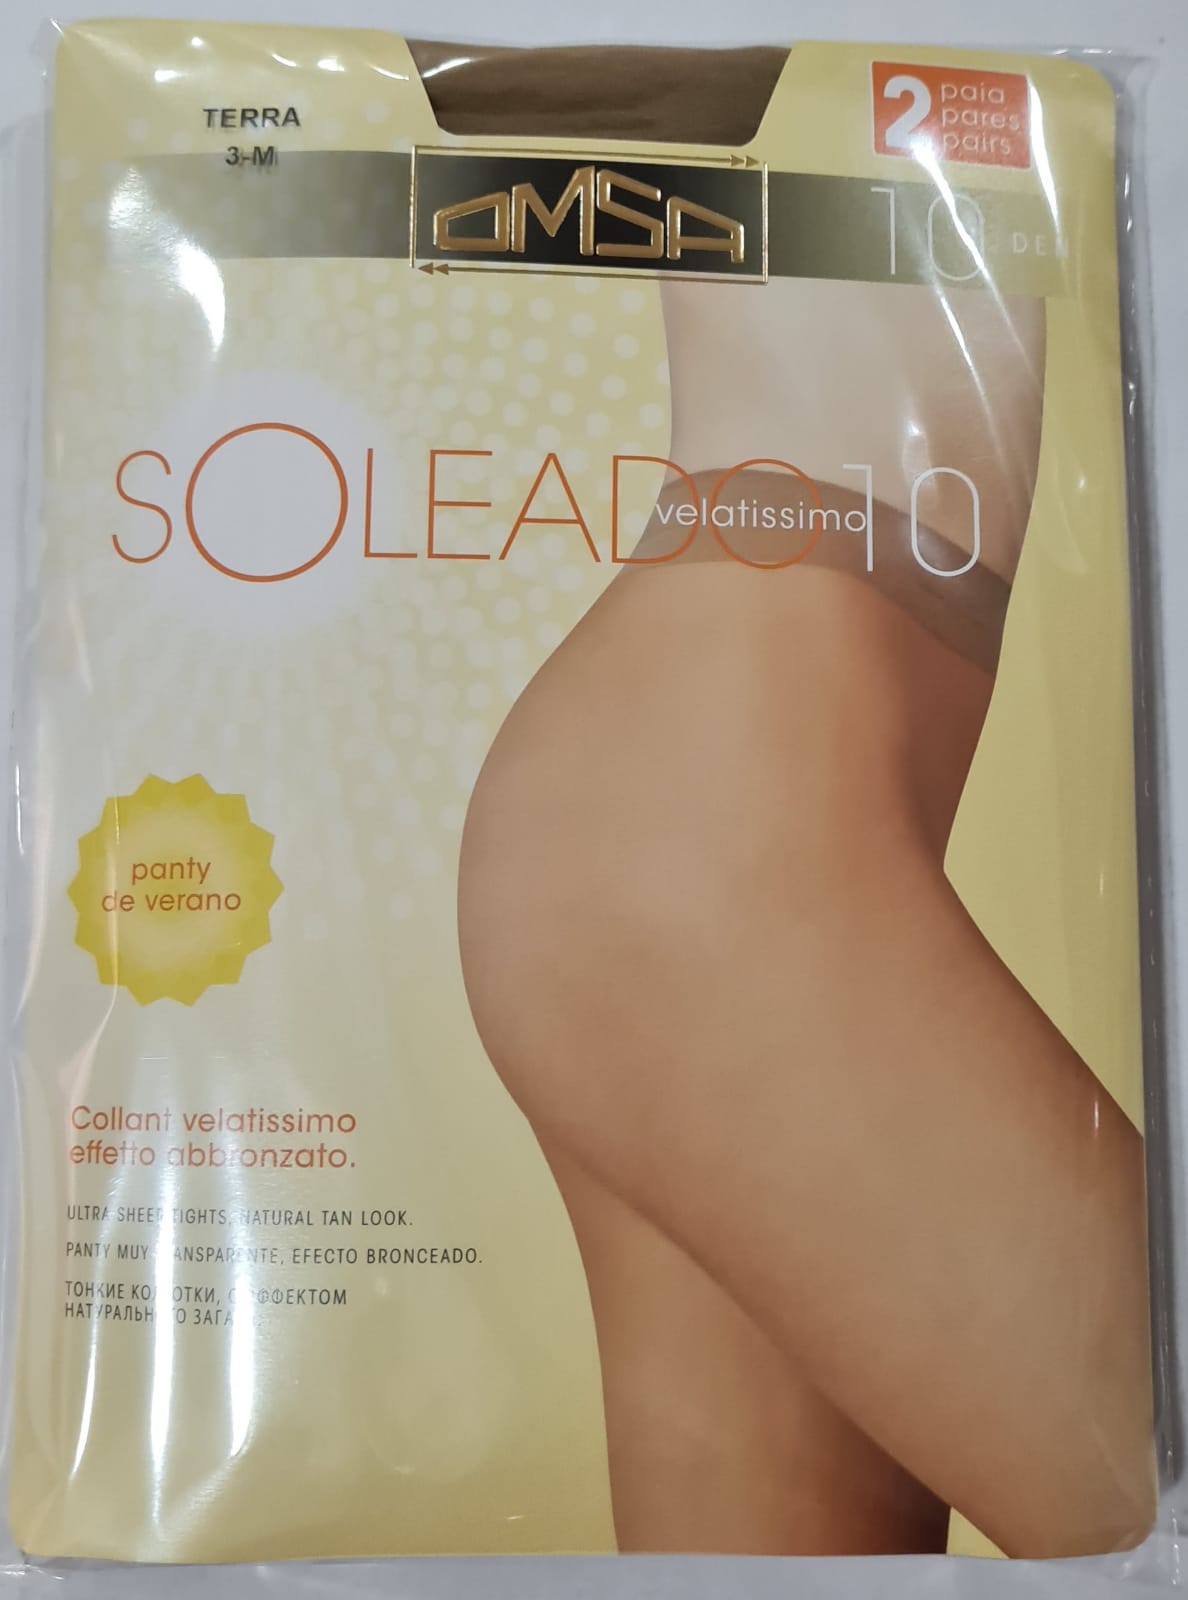 TERRA
3-M
2 paia
pares
pairs
OMSA
10 DEN
SOLEADO velatissimo 10
panty
de verano
Collant velatissimo
effetto abbronzato.
ULTRA SHEER TIGHTS, NATURAL TAN LOOK.
PANTY MUY TRANSPARENTE, EFECTO BRONCEADO.
ТОНКИЕ КОЛГОТКИ, С ЭФФЕКТОМ
НАТУРАЛЬНОГО